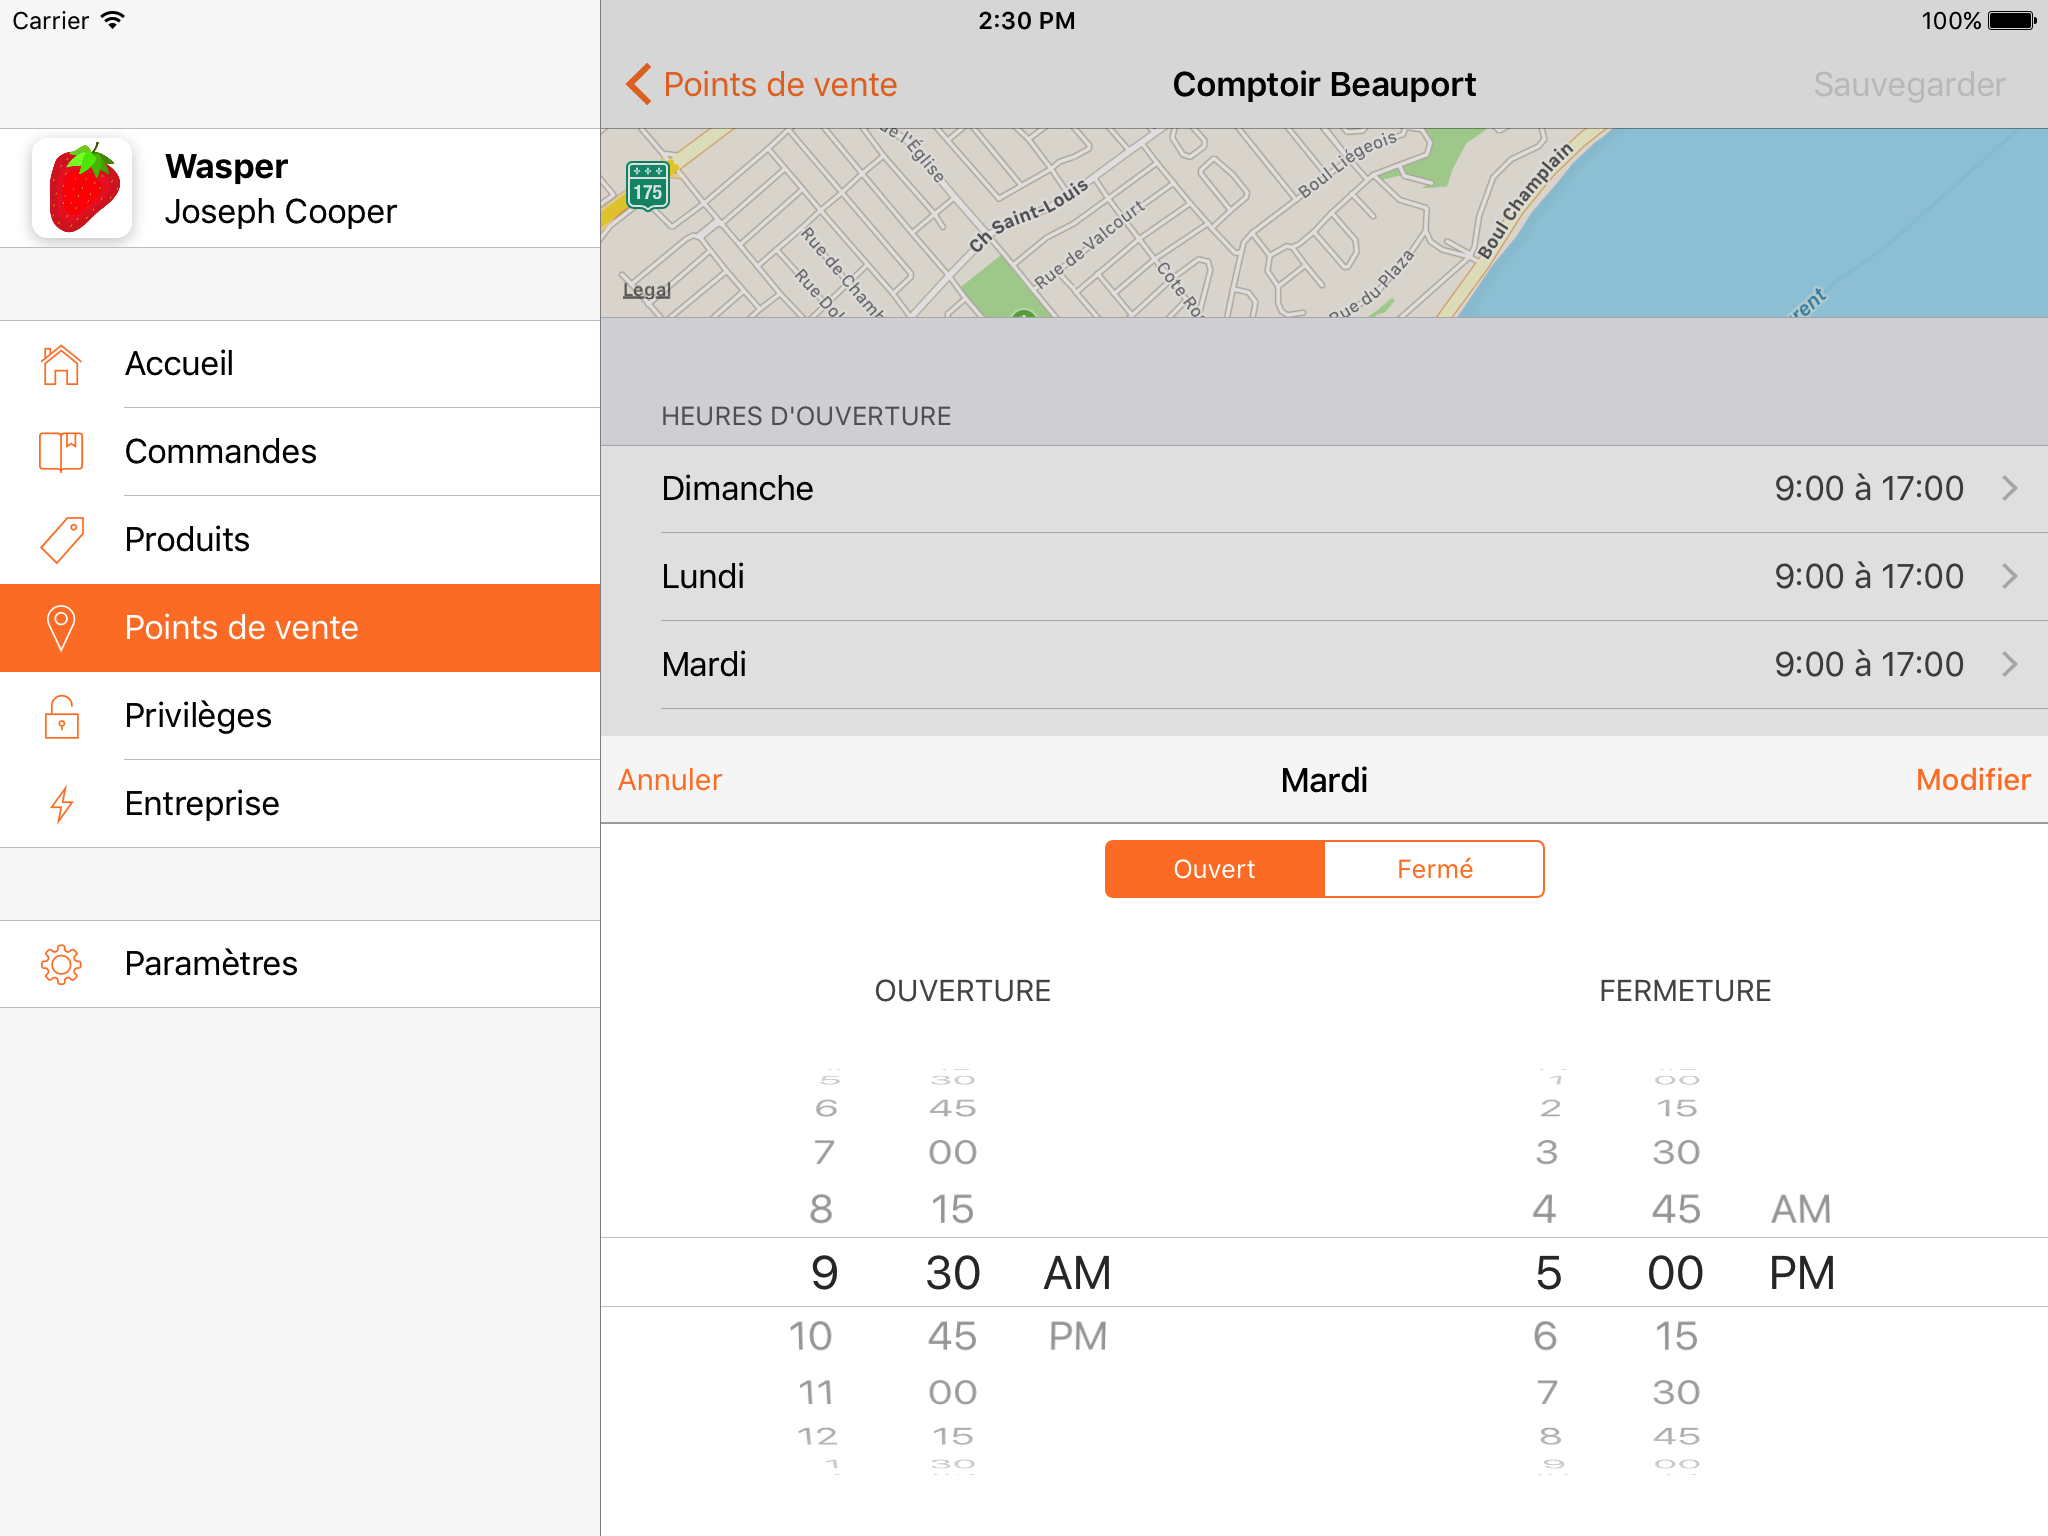 Carrier
2:30 PM
100%
Points de vente
Comptoir Beauport
Sauvegarder
Wasper
Joseph Cooper
Accueil
Commandes
Produits
Points de vente
Privilèges
Entreprise
Paramètres
175
de l'Église
Ch Saint-Louis
Rue de Valcourt
Boul Liégeois
Boul Champlain
Rue de Chamb
Rue Dol
Cote Ro
Rue du Plaza
rent
Legal
HEURES D'OUVERTURE
Dimanche 9:00 à 17:00
Lundi 9:00 à 17:00
Mardi 9:00 à 17:00
Annuler
Mardi
Modifier
Ouvert
Fermé
OUVERTURE
FERMETURE
5 30 1 00
6 45 2 15
7 00 3 30
8 15 4 45 AM
9 30 AM 5 00 PM
10 45 PM 6 15
11 00 7 30
12 15 8 45
1 30 9 00